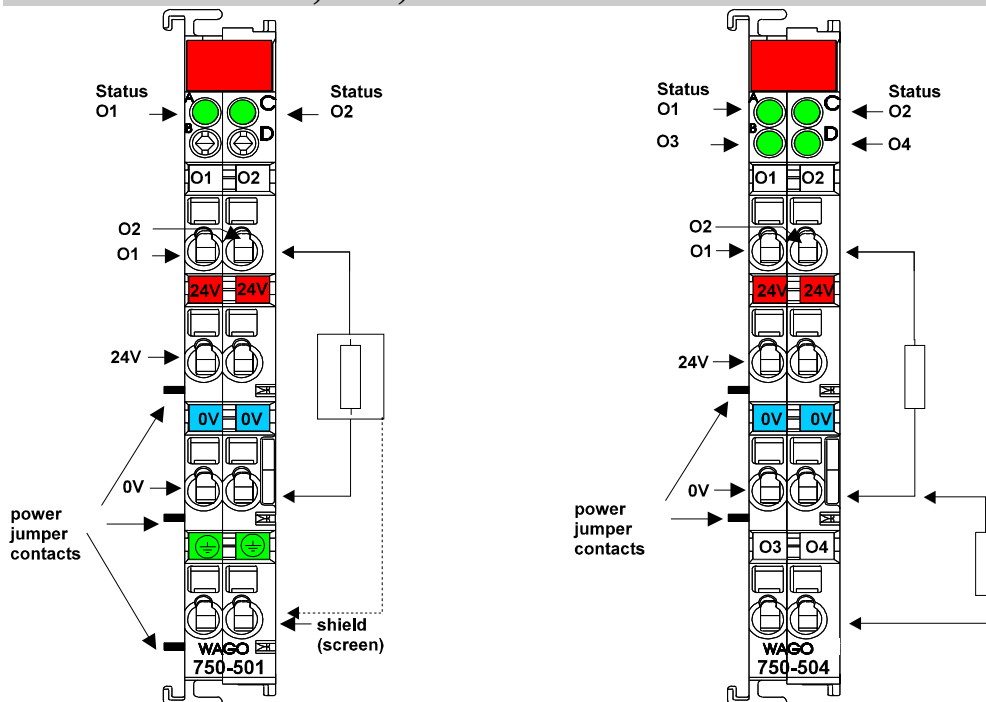 Status
O1
Status
O2
A
C
B
D
O1 O2
O2
O1
24V 24V
24V
0V 0V
0V
power
jumper
contacts
shield
(screen)
WAGO
750-501
Status
O1
Status
O2
O3
O4
A
C
B
D
O1 O2
O2
O1
24V 24V
24V
0V 0V
0V
power
jumper
contacts
O3 O4
WAGO
750-504